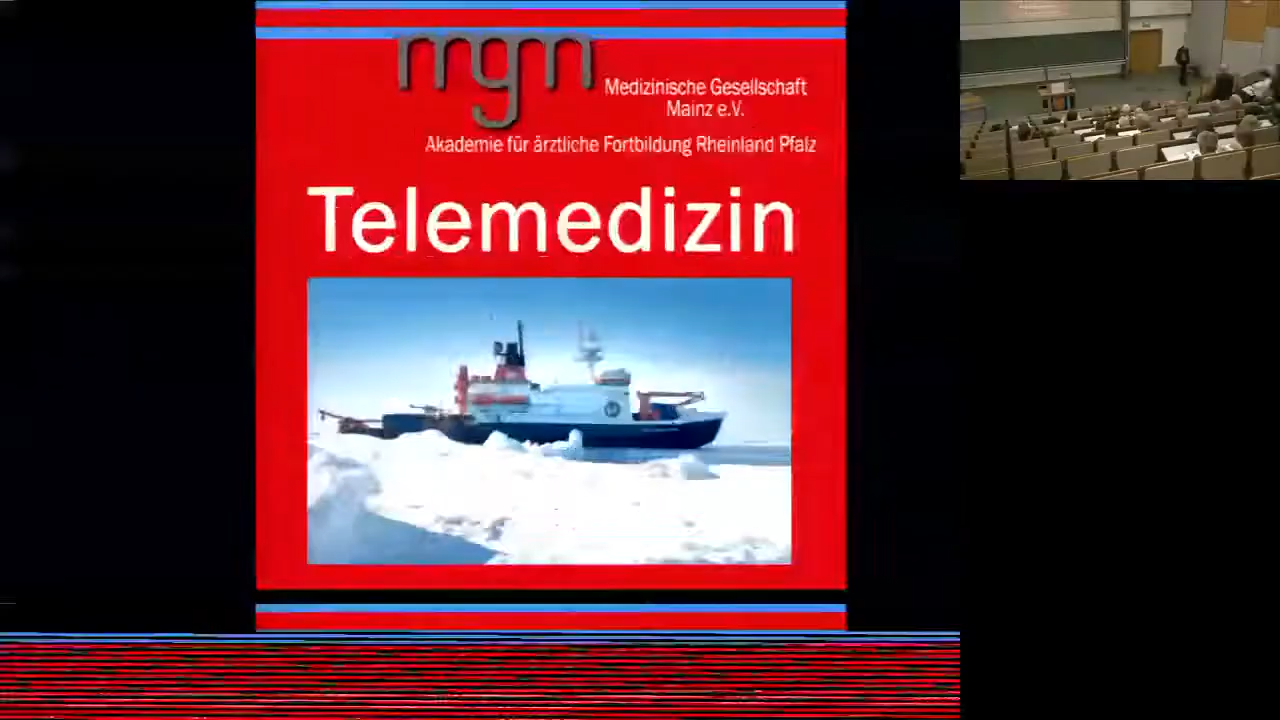 mgm
Medizinische Gesellschaft
Mainz e.V.
Akademie für ärztliche Fortbildung Rheinland Pfalz
Telemedizin